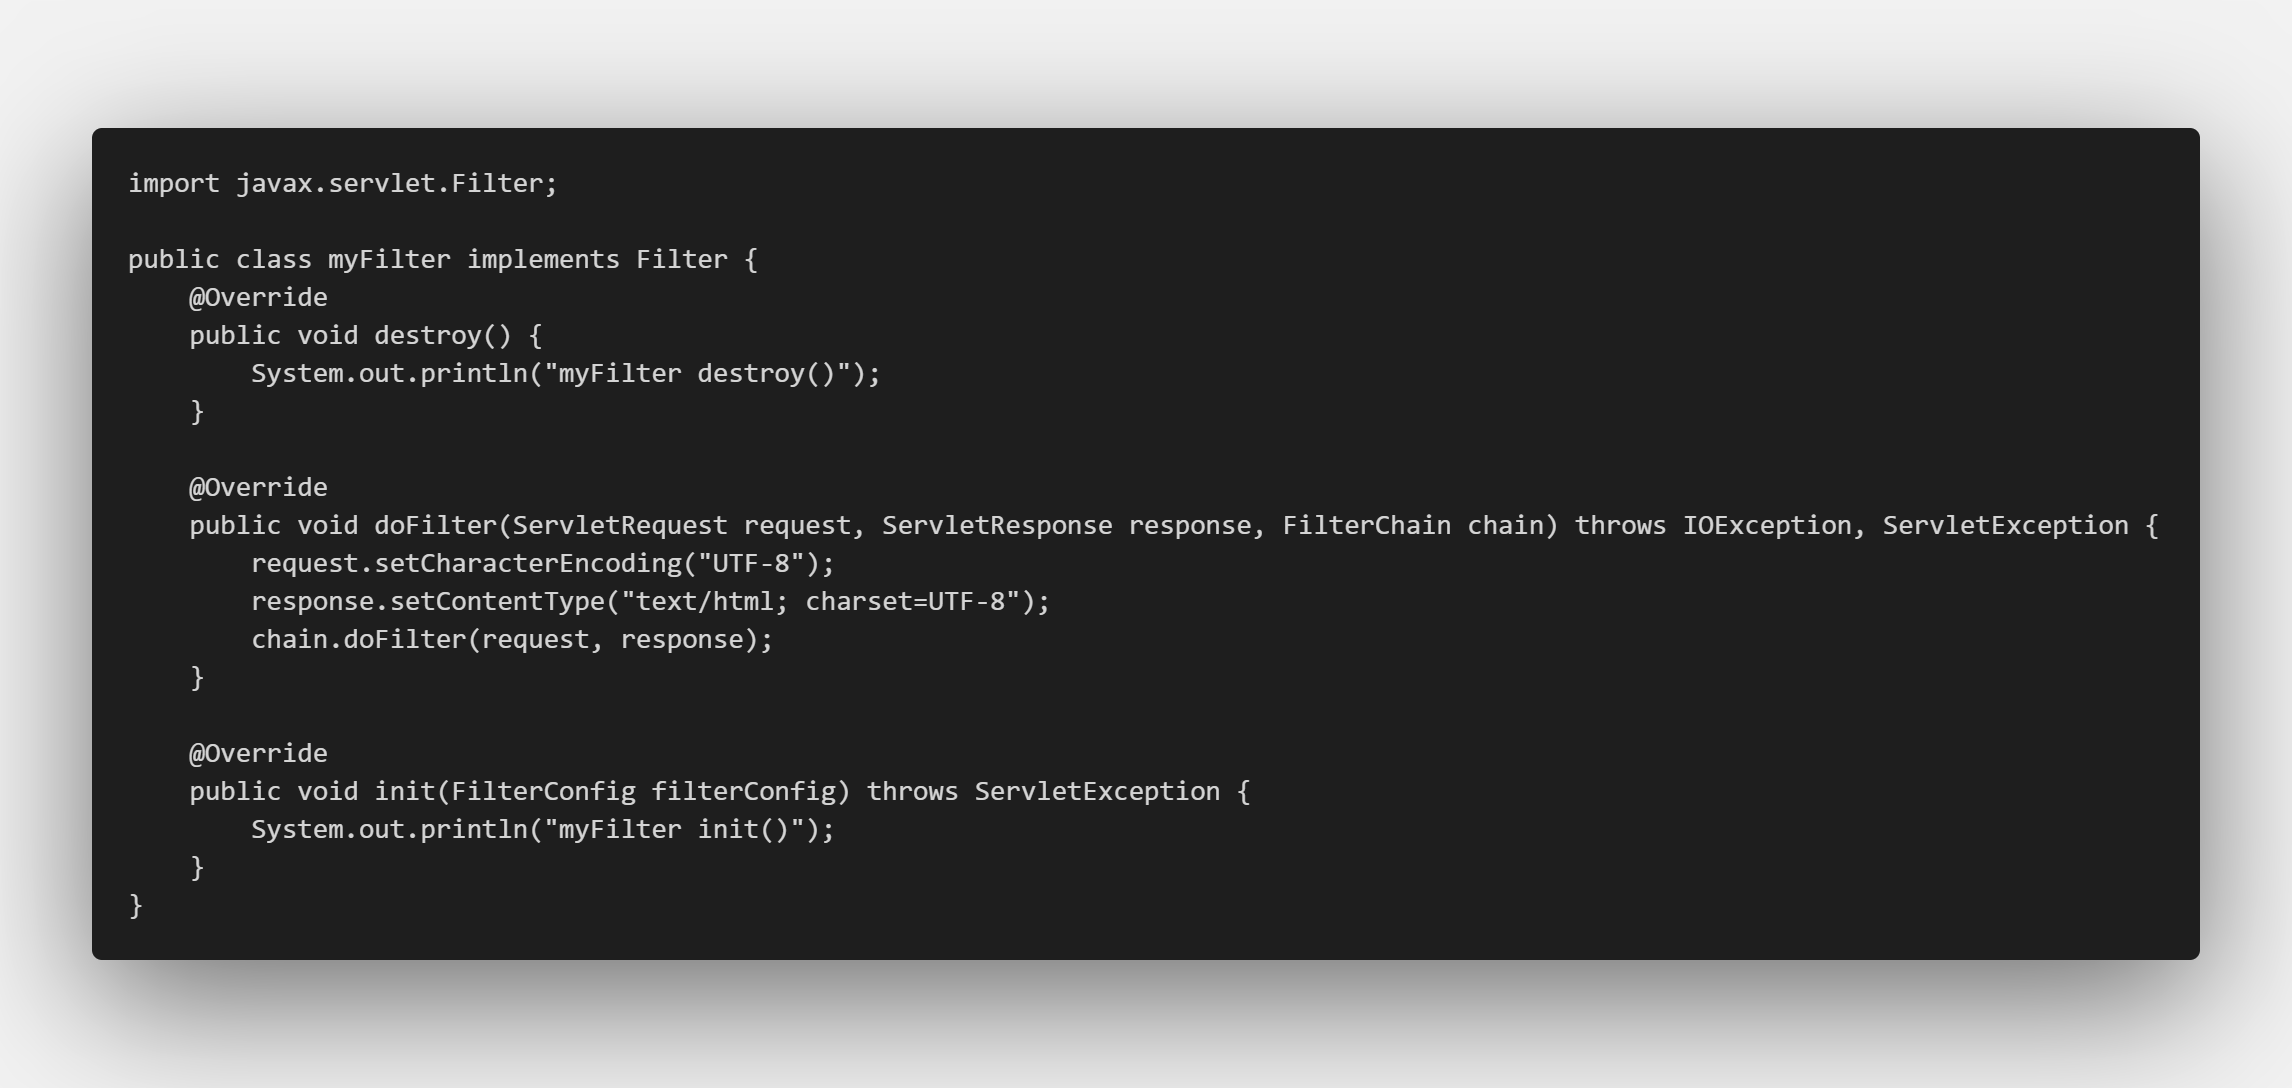 import javax.servlet.Filter;

public class myFilter implements Filter {
    @Override
    public void destroy() {
        System.out.println("myFilter destroy()");
    }

    @Override
    public void doFilter(ServletRequest request, ServletResponse response, FilterChain chain) throws IOException, ServletException {
        request.setCharacterEncoding("UTF-8");
        response.setContentType("text/html; charset=UTF-8");
        chain.doFilter(request, response);
    }

    @Override
    public void init(FilterConfig filterConfig) throws ServletException {
        System.out.println("myFilter init()");
    }
}